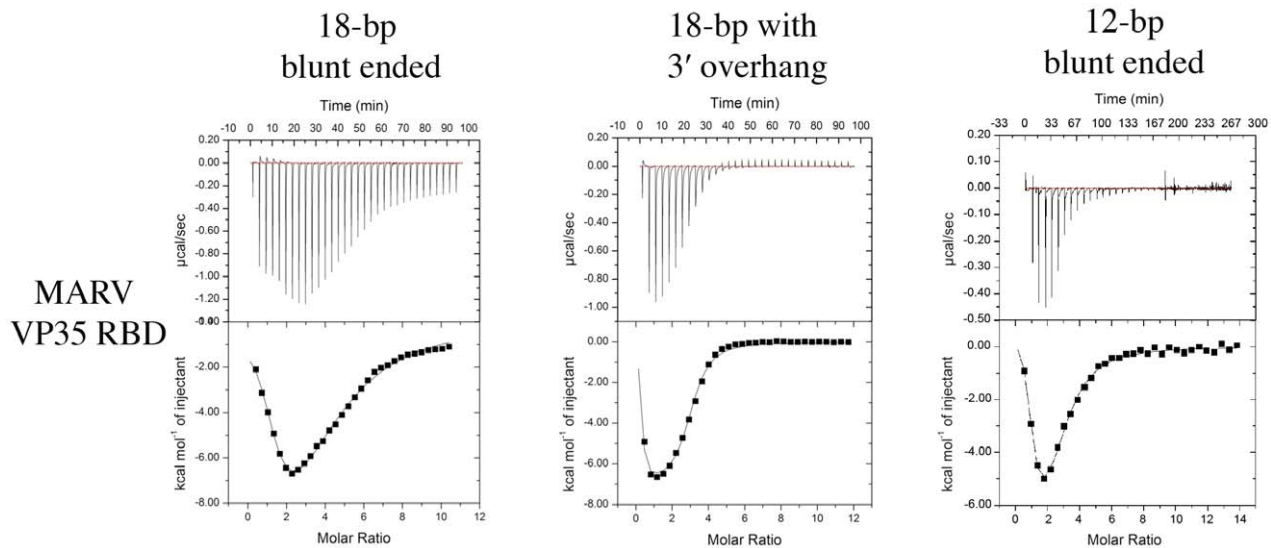 18-bp
blunt ended
18-bp with
3′ overhang
12-bp
blunt ended
MARV
VP35 RBD
Time (min)
-10 0 10 20 30 40 50 60 70 80 90 100 110
0.20
0.00
-0.20
-0.40
-0.60
-0.80
-1.00
-1.20
µcal/sec
-2.00
-4.00
-6.00
-8.00
kcal mol⁻¹ of injectant
0 2 4 6 8 10 12
Molar Ratio
Time (min)
-10 0 10 20 30 40 50 60 70 80 90 100
0.20
0.00
-0.20
-0.40
-0.60
-0.80
-1.00
µcal/sec
0.00
-2.00
-4.00
-6.00
-8.00
kcal mol⁻¹ of injectant
0 2 4 6 8 10 12
Molar Ratio
Time (min)
-33 0 33 67 100 133 167 200 233 267 300
0.20
0.10
0.00
-0.10
-0.20
-0.30
-0.40
-0.50
µcal/sec
0.00
-2.00
-4.00
-6.00
kcal mol⁻¹ of injectant
0 2 4 6 8 10 12 14
Molar Ratio